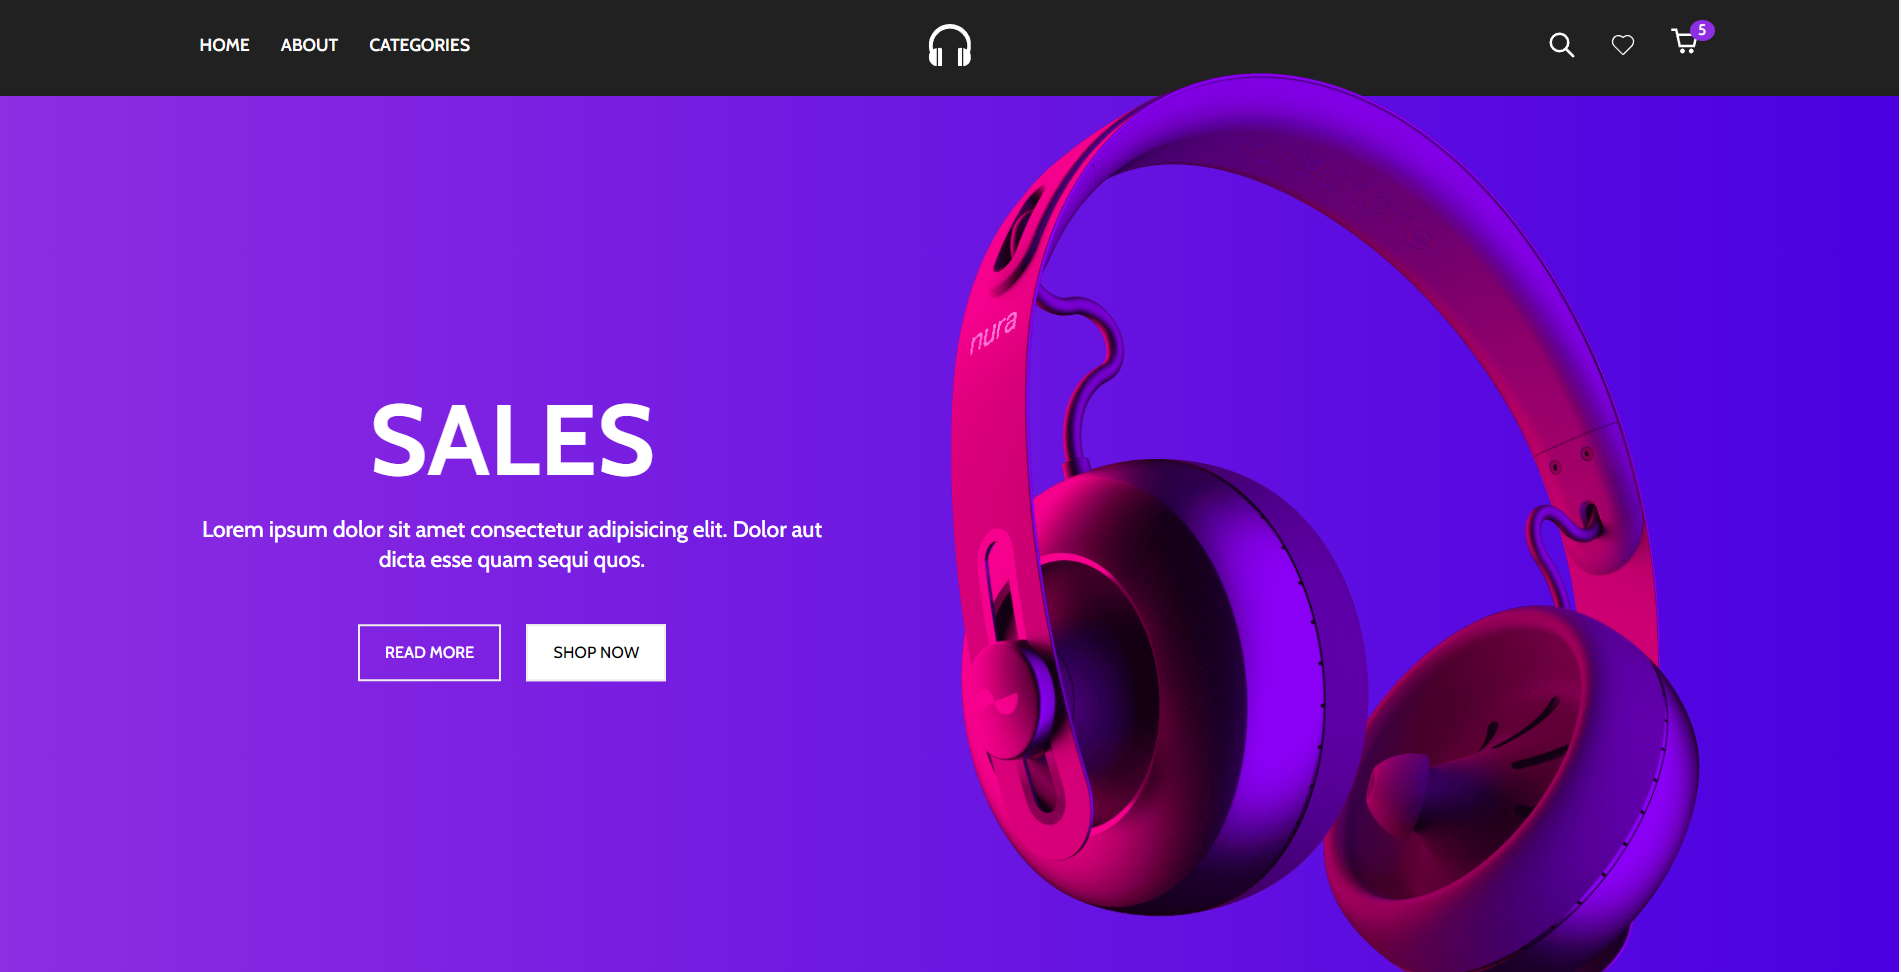 HOME ABOUT CATEGORIES
5
nura
SALES
Lorem ipsum dolor sit amet consectetur adipisicing elit. Dolor aut
dicta esse quam sequi quos.
READ MORE SHOP NOW